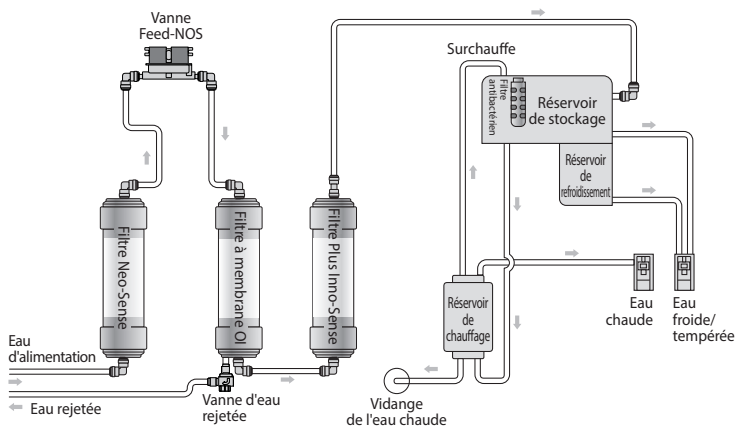 Vanne
Feed-NOS
Surchauffe
Filtre
antibactérien
Réservoir
de stockage
Réservoir
de
refroidissement
Filtre Neo-Sense
Filtre à membrane OI
Filtre Plus Inno-Sense
Réservoir
de
chauffage
Eau
chaude
Eau
froide/
tempérée
Eau
d'alimentation
Eau rejetée
Vanne d'eau
rejetée
Vidange
de l'eau chaude